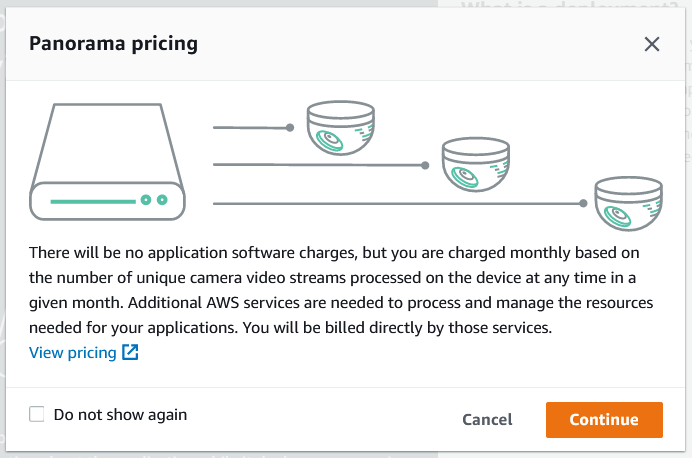 What is a deployment?
Panorama pricing
There will be no application software charges, but you are charged monthly based on
the number of unique camera video streams processed on the device at any time in a
given month. Additional AWS services are needed to process and manage the resources
needed for your applications. You will be billed directly by those services.
View pricing
Do not show again
Cancel
Continue